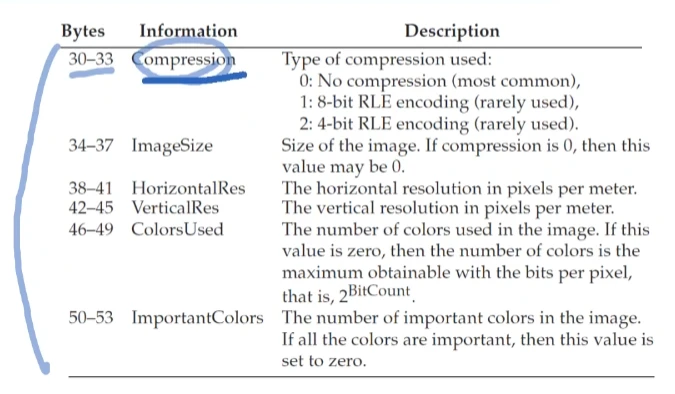 Bytes Information Description
30–33 Compression Type of compression used:
0: No compression (most common),
1: 8-bit RLE encoding (rarely used),
2: 4-bit RLE encoding (rarely used).
34–37 ImageSize Size of the image. If compression is 0, then this
value may be 0.
38–41 HorizontalRes The horizontal resolution in pixels per meter.
42–45 VerticalRes The vertical resolution in pixels per meter.
46–49 ColorsUsed The number of colors used in the image. If this
value is zero, then the number of colors is the
maximum obtainable with the bits per pixel,
that is, 2^BitCount.
50–53 ImportantColors The number of important colors in the image.
If all the colors are important, then this value is
set to zero.